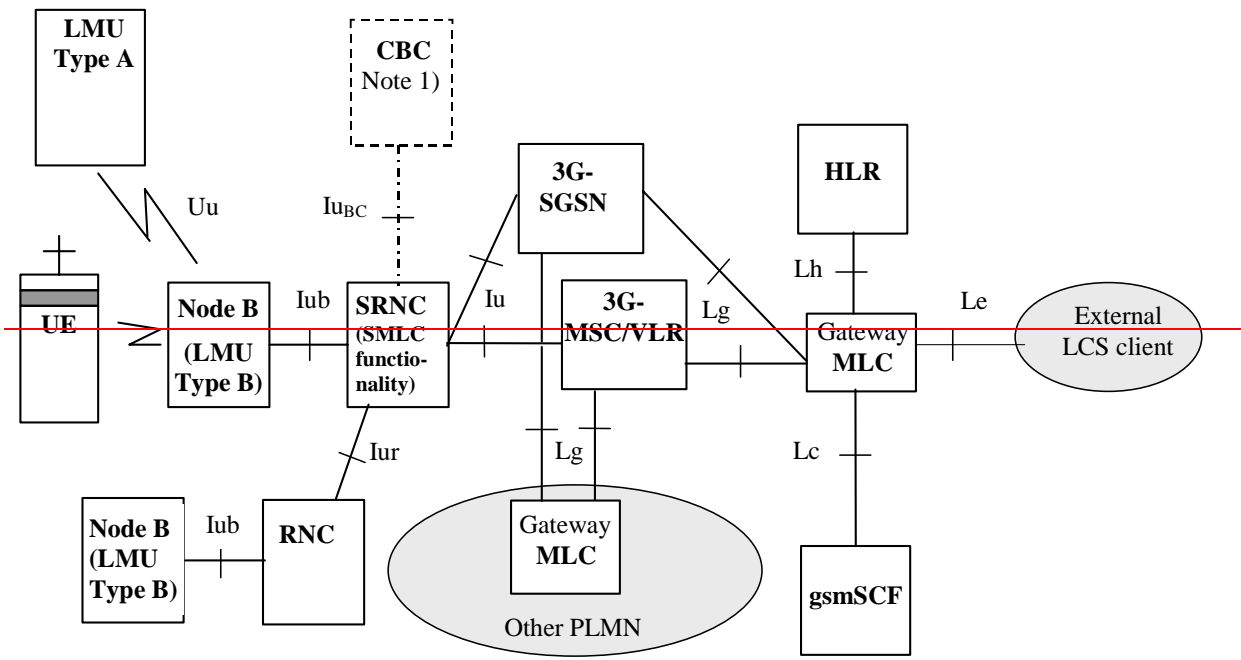 LMU
Type A
CBC
Note 1)
Uu
IuBC
3G-
SGSN
HLR
Lh
Lg
Le
UE
Node B
(LMU
Type B)
Iub
SRNC
(SMLC
functio-
nality)
Iu
3G-
MSC/VLR
Gateway
MLC
External
LCS client
Iur
Lg
Lc
Node B
(LMU
Type B)
Iub
RNC
Gateway
MLC
Other PLMN
gsmSCF